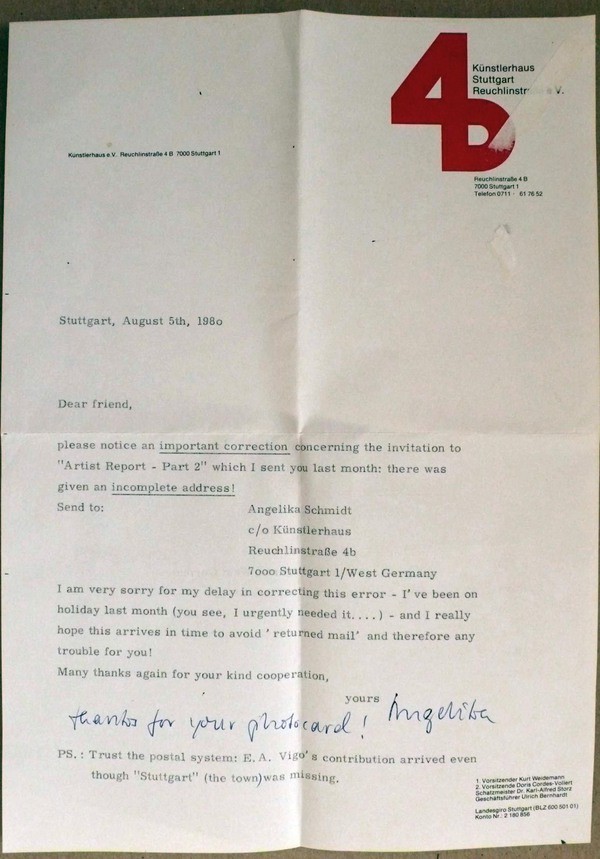 4b
Künstlerhaus
Stuttgart
Reuchlinstr e.V.
Künstlerhaus e.V. Reuchlinstraße 4 B 7000 Stuttgart 1
Reuchlinstraße 4 B
7000 Stuttgart 1
Telefon 0711 - 61 76 52
Stuttgart, August 5th, 198o
Dear friend,
please notice an important correction concerning the invitation to
"Artist Report - Part 2" which I sent you last month: there was
given an incomplete address!
Send to: Angelika Schmidt
c/o Künstlerhaus
Reuchlinstraße 4b
7ooo Stuttgart 1/West Germany
I am very sorry for my delay in correcting this error - I've been on
holiday last month (you see, I urgently needed it....) - and I really
hope this arrives in time to avoid 'returned mail' and therefore any
trouble for you!
Many thanks again for your kind cooperation,
yours Angelika
thanks for your photocard!
PS.: Trust the postal system: E.A. Vigo's contribution arrived even
though "Stuttgart" (the town)was missing.
1. Vorsitzender Kurt Weidemann
2. Vorsitzende Doris Cordes-Vollert
Schatzmeister Dr. Karl-Alfred Storz
Geschäftsführer Ulrich Bernhardt
Landesgiro Stuttgart (BLZ 600 501 01)
Konto Nr.: 2 180 856